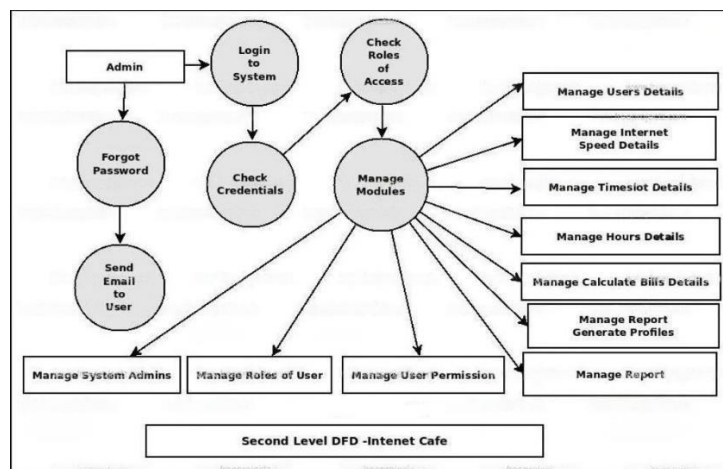 Admin
Login
to
System
Check
Roles
of
Access
Forgot
Password
Check
Credentials
Manage
Modules
Send
Email
to
User
Manage Users Details
Manage Internet
Speed Details
Manage Timeslot Details
Manage Hours Details
Manage Calculate Bills Details
Manage Report
Generate Profiles
Manage Report
Manage System Admins
Manage Roles of User
Manage User Permission
Second Level DFD -Intenet Cafe